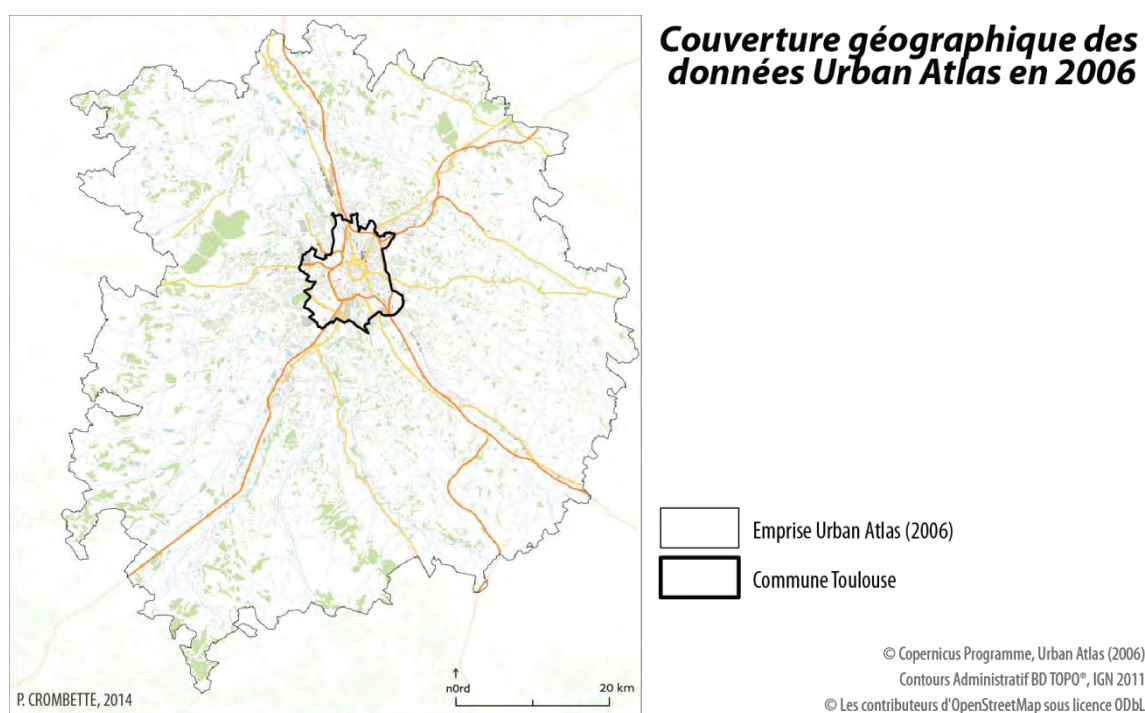 Couverture géographique des
données Urban Atlas en 2006
Emprise Urban Atlas (2006)
Commune Toulouse
© Copernicus Programme, Urban Atlas (2006)
Contours Administratif BD TOPO®, IGN 2011
© Les contributeurs d'OpenStreetMap sous licence ODbL
P. CROMBETTE, 2014
n0rd
20 km